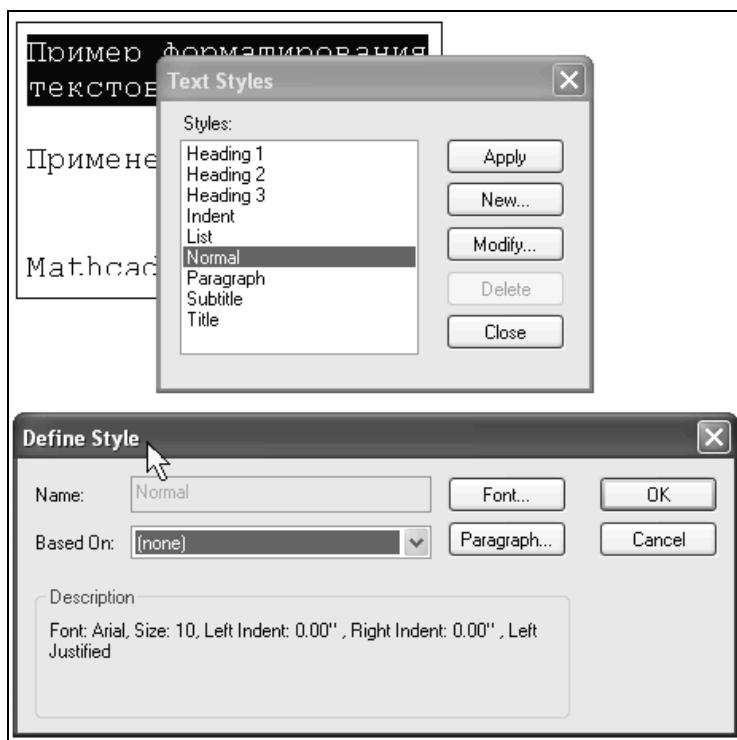 Пример форматирования
Text Styles
Styles:
Heading 1
Heading 2
Heading 3
Indent
List
Normal
Paragraph
Subtitle
Title
Apply
New...
Modify...
Delete
Close
Mathcad
Define Style
Name:
Normal
Font...
OK
Based On:
(none)
Paragraph...
Cancel
Description
Font: Arial, Size: 10, Left Indent: 0.00'' , Right Indent: 0.00'' , Left
Justified